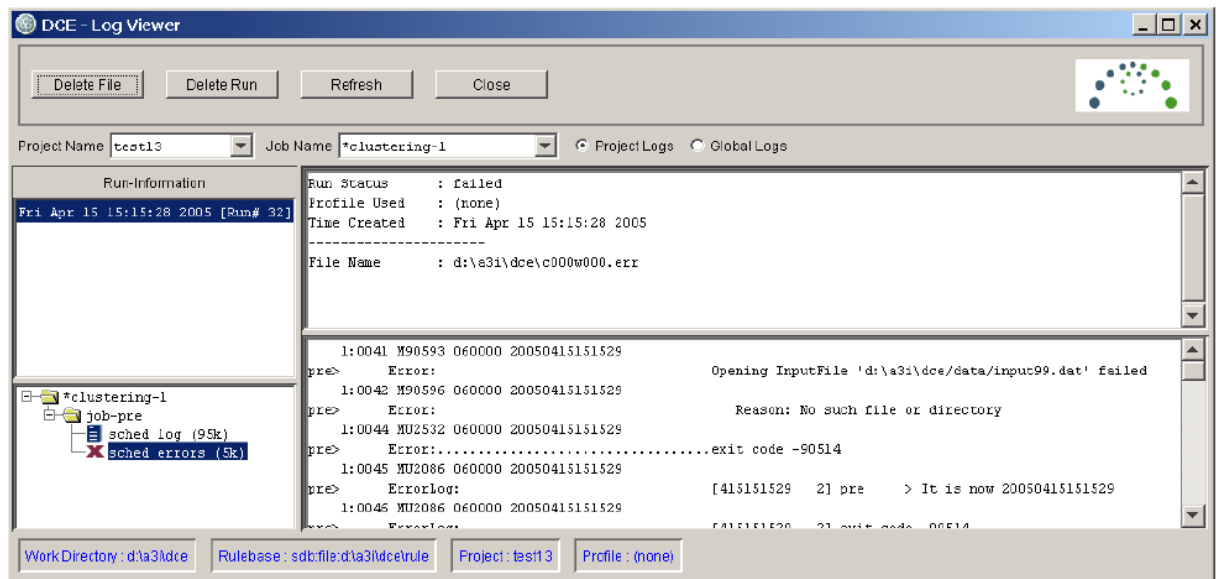 DCE - Log Viewer
Delete File Delete Run Refresh Close
Project Name test13 Job Name *clustering-1 Project Logs Global Logs
Run-Information
Fri Apr 15 15:15:28 2005 [Run# 32]
Run Status : failed
Profile Used : (none)
Time Created : Fri Apr 15 15:15:28 2005
----------------------
File Name : d:\a3i\dce\c000w000.err
*clustering-1
job-pre
sched log (95k)
sched errors (5k)
1:0041 M90593 060000 20050415151529
pre> Error: Opening InputFile 'd:\a3i\dce/data/input99.dat' failed
1:0042 M90596 060000 20050415151529
pre> Error: Reason: No such file or directory
1:0044 MU2532 060000 20050415151529
pre> Error:..................................exit code -90514
1:0045 MU2086 060000 20050415151529
pre> ErrorLog: [415151529 2] pre > It is now 20050415151529
1:0046 MU2086 060000 20050415151529
pre> ErrorLog: [415151529 2] exit code -90514
Work Directory : d:\a3i\dce Rulebase : sdb:file:d:\a3i\dce\rule Project : test13 Profile : (none)